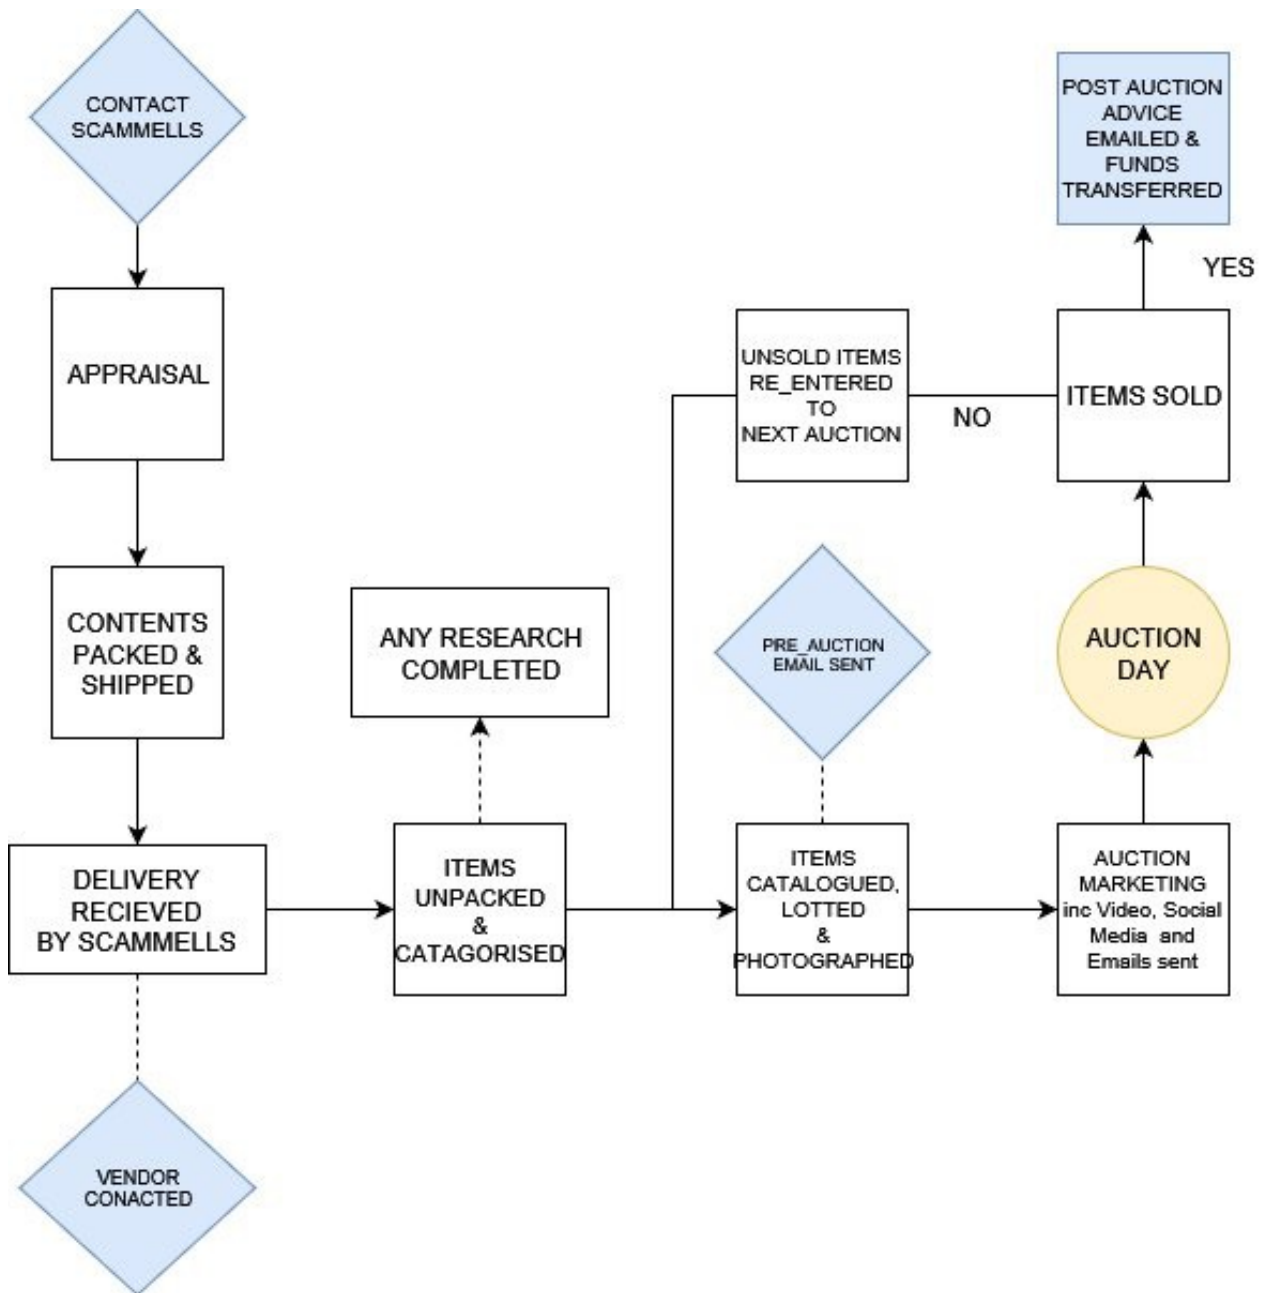 CONTACT
SCAMMELLS
APPRAISAL
CONTENTS
PACKED &
SHIPPED
DELIVERY
RECIEVED
BY SCAMMELLS
VENDOR
CONACTED
ANY RESEARCH
COMPLETED
ITEMS
UNPACKED
&
CATAGORISED
UNSOLD ITEMS
RE_ENTERED
TO
NEXT AUCTION
NO
PRE_AUCTION
EMAIL SENT
ITEMS
CATALOGUED,
LOTTED
&
PHOTOGRAPHED
POST AUCTION
ADVICE
EMAILED &
FUNDS
TRANSFERRED
YES
ITEMS SOLD
AUCTION
DAY
AUCTION
MARKETING
inc Video, Social
Media and
Emails sent